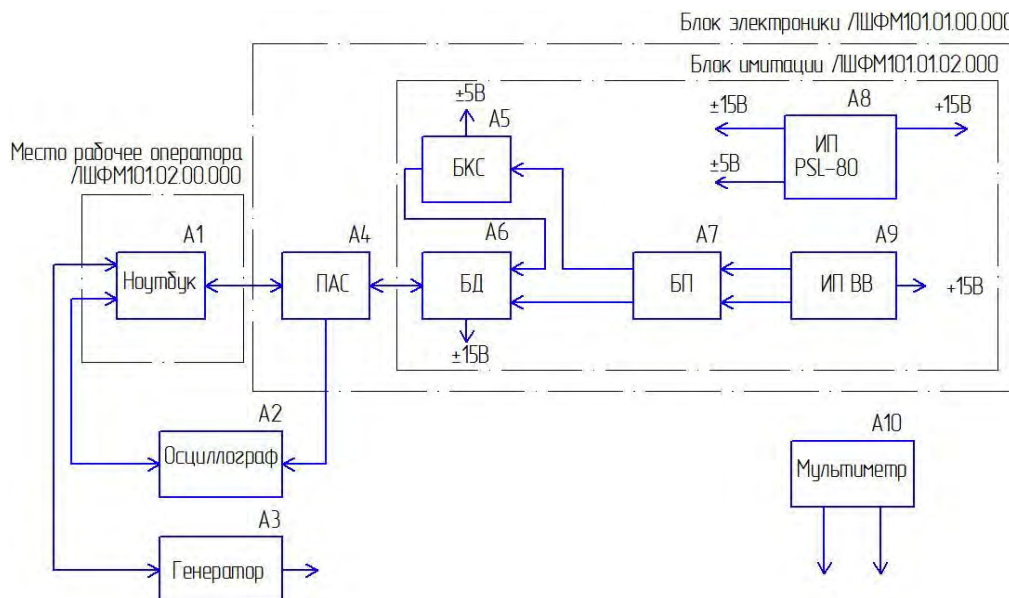 Блок электроники ЛШФМ101.01.00.000
Блок имитации ЛШФМ101.01.02.000
±5В
А5
БКС
±15В
А8
+15В
ИП
PSL-80
±5В
Место рабочее оператора
ЛШФМ101.02.00.000
А1
Ноутбук
А4
ПАС
А6
БД
±15В
А7
БП
А9
ИП ВВ
+15В
А2
Осциллограф
А3
Генератор
А10
Мультиметр